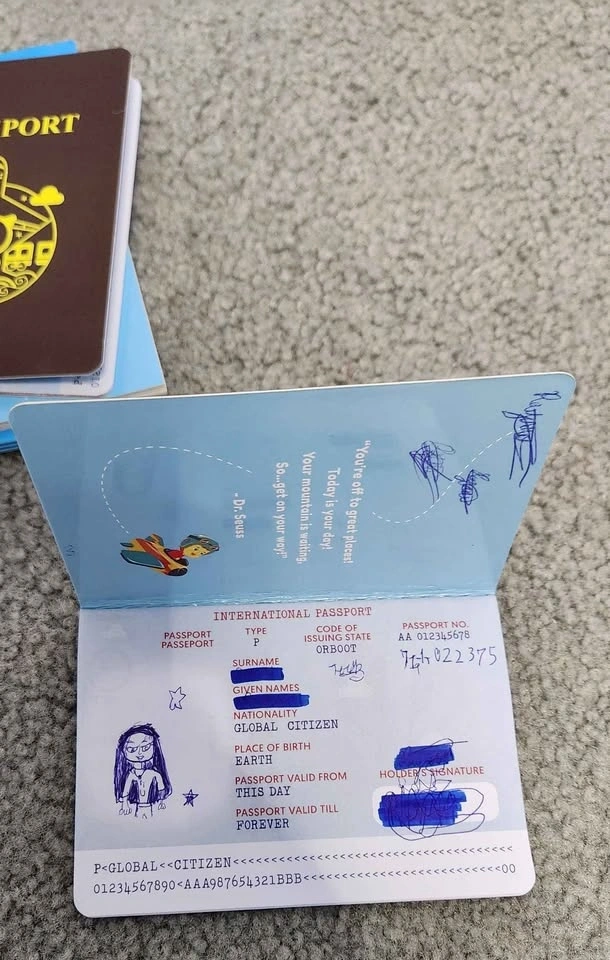 PORT
"You're off to great places!
Today is your day!
Your mountain is waiting.
So...get on your way!"
- Dr. Seuss
INTERNATIONAL PASSPORT
PASSPORT
PASSEPORT
TYPE
P
CODE OF
ISSUING STATE
ORBOOT
PASSPORT NO.
AA 012345678
022375
SURNAME
GIVEN NAMES
NATIONALITY
GLOBAL CITIZEN
PLACE OF BIRTH
EARTH
PASSPORT VALID FROM
THIS DAY
PASSPORT VALID TILL
FOREVER
HOLDER'S SIGNATURE
P<GLOBAL<<CITIZEN<<<<<<<<<<<<<<<<<<<<<<<<<<<<<<<<<<<<<
01234567890<AAA987654321BBB<<<<<<<<<<<<<<<<<<<<<<<<<<00